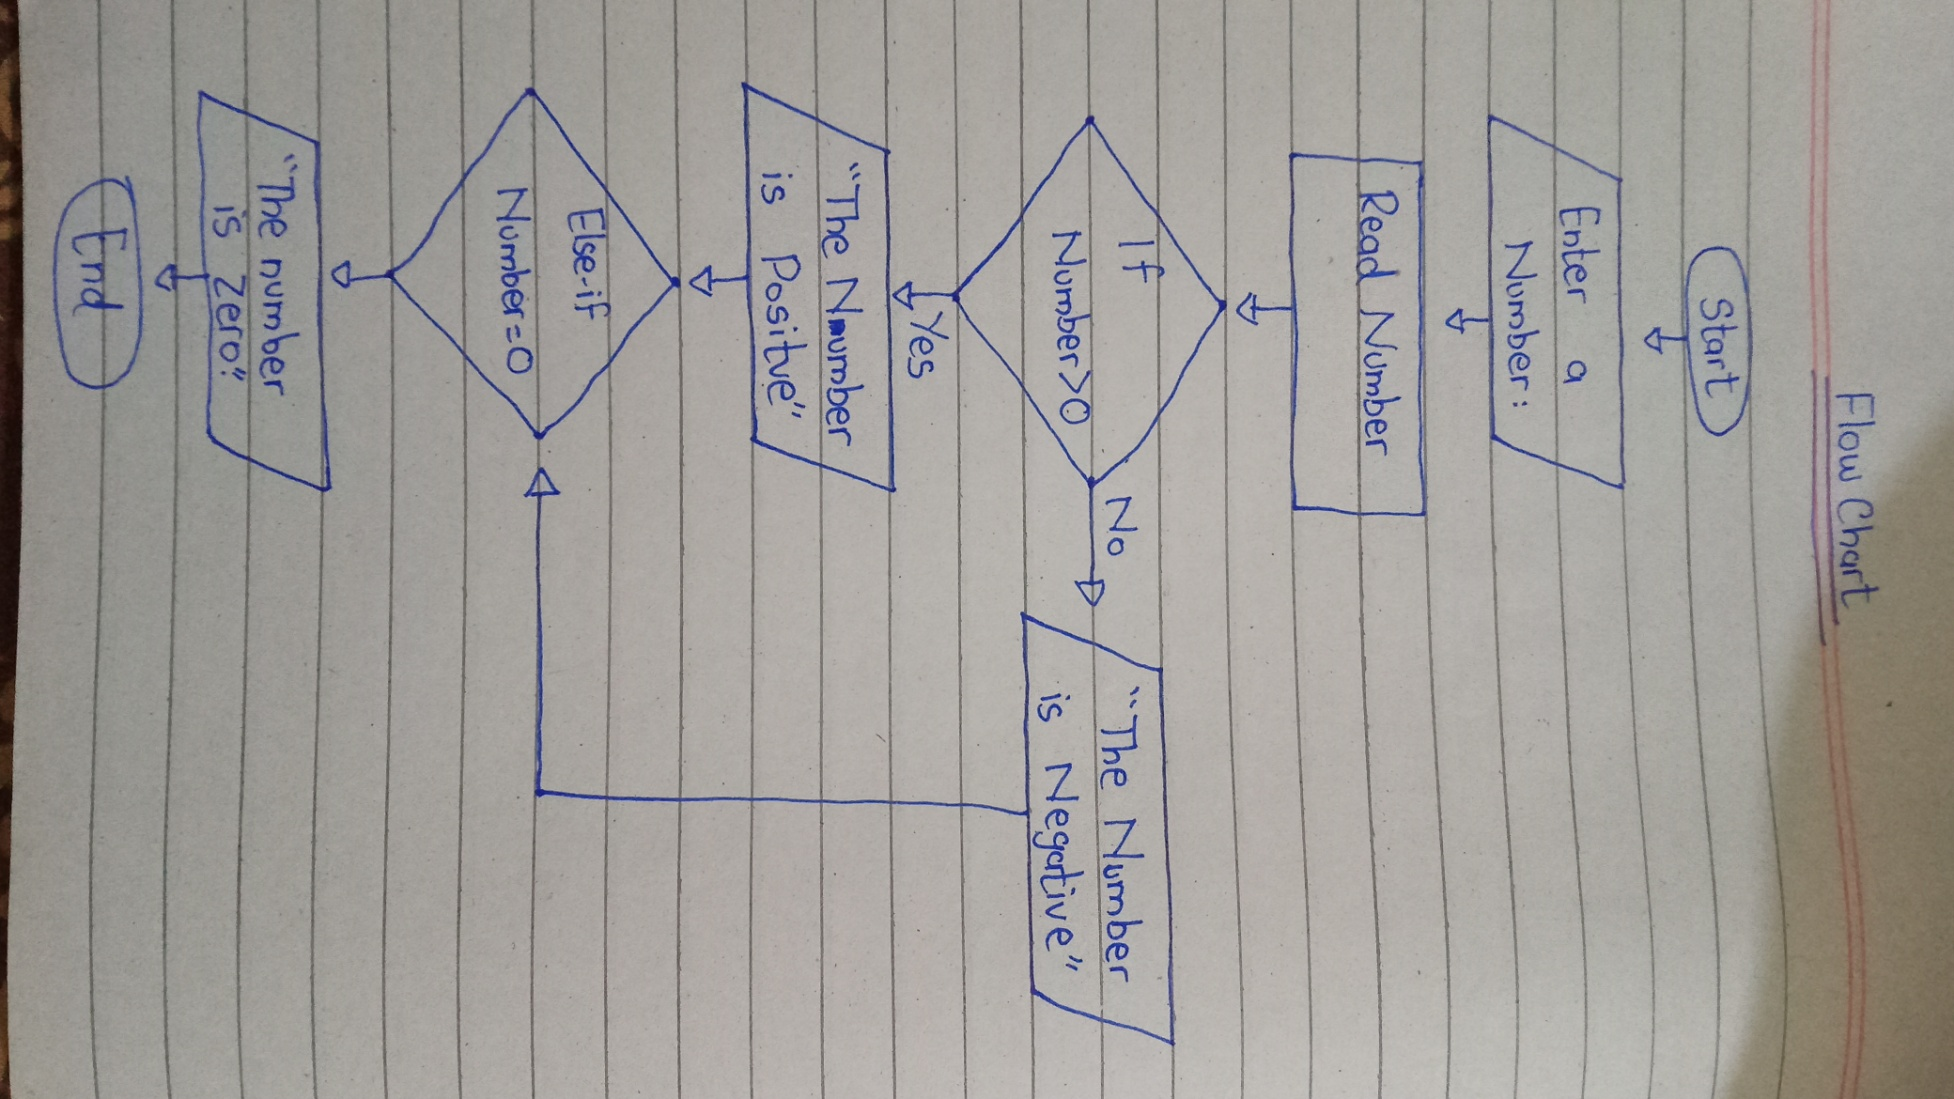 Flow Chart
Start
Enter a
Number:
Read Number
If
Number>0
Yes
No
"The Number
is Positve"
"The Number
is Negative"
Else-if
Number=0
"The number
is Zero."
End